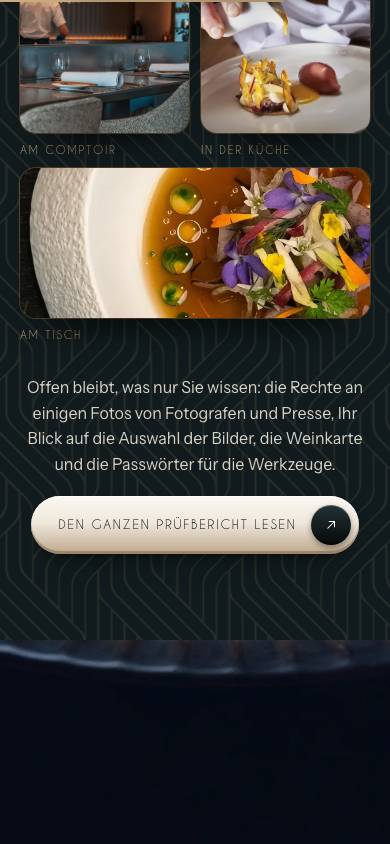 AM COMPTOIR
IN DER KÜCHE
AM TISCH
Offen bleibt, was nur Sie wissen: die Rechte an
einigen Fotos von Fotografen und Presse, Ihr
Blick auf die Auswahl der Bilder, die Weinkarte
und die Passwörter für die Werkzeuge.
DEN GANZEN PRÜFBERICHT LESEN